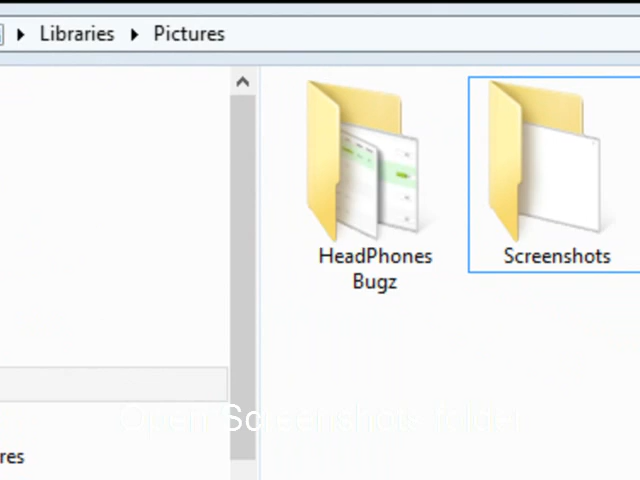 Libraries Pictures
HeadPhones
Bugz
Screenshots
Open Screenshots folder
res